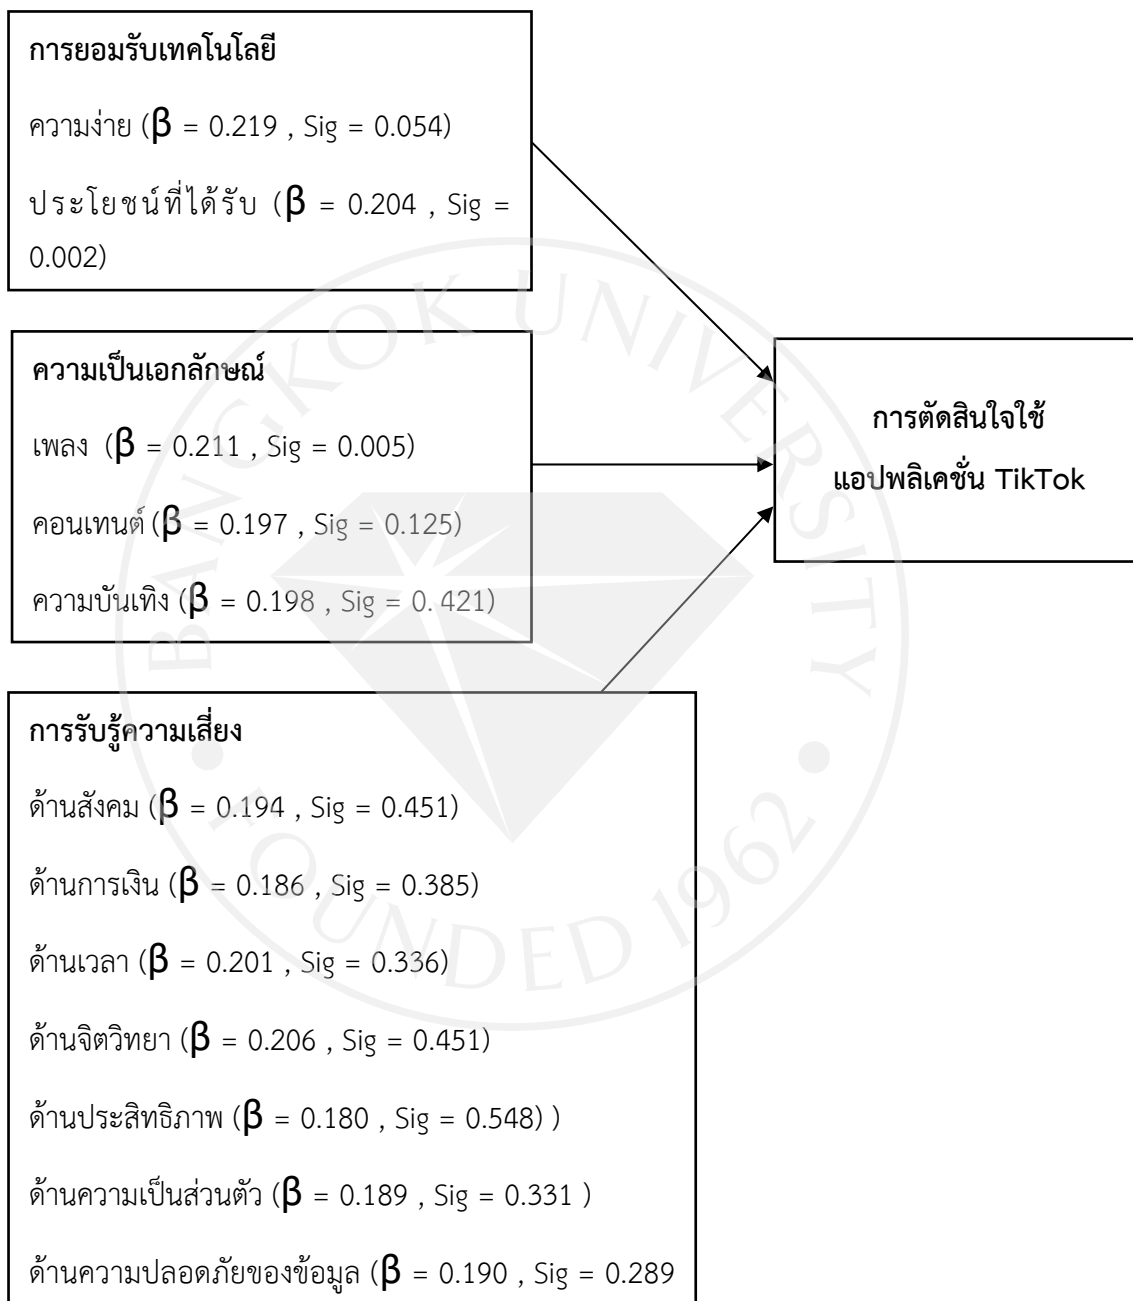 การยอมรับเทคโนโลยี
ความง่าย (β = 0.219 , Sig = 0.054)
ประโยชน์ที่ได้รับ (β = 0.204 , Sig =
0.002)
ความเป็นเอกลักษณ์
เพลง (β = 0.211 , Sig = 0.005)
คอนเทนต์ (β = 0.197 , Sig = 0.125)
ความบันเทิง (β = 0.198 , Sig = 0. 421)
การตัดสินใจใช้
แอปพลิเคชั่น TikTok
การรับรู้ความเสี่ยง
ด้านสังคม (β = 0.194 , Sig = 0.451)
ด้านการเงิน (β = 0.186 , Sig = 0.385)
ด้านเวลา (β = 0.201 , Sig = 0.336)
ด้านจิตวิทยา (β = 0.206 , Sig = 0.451)
ด้านประสิทธิภาพ (β = 0.180 , Sig = 0.548) )
ด้านความเป็นส่วนตัว (β = 0.189 , Sig = 0.331 )
ด้านความปลอดภัยของข้อมูล (β = 0.190 , Sig = 0.289
BANGKOK UNIVERSITY
FOUNDED 1962